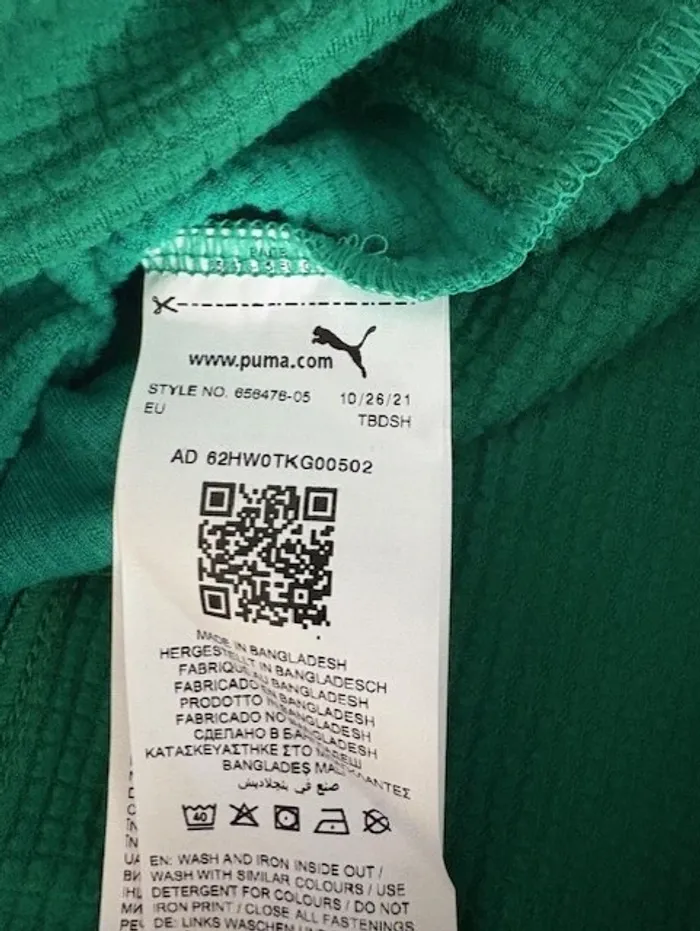 www.puma.com
STYLE NO. 656476-05 10/26/21
EU TBDSH
AD 62HW0TKG00502
MADE IN BANGLADESH
HERGESTELLT IN BANGLADESCH
FABRIQUÉ AU BANGLADESH
FABRICADO EN BANGLADESH
PRODOTTO IN BANGLADESH
FABRICADO NO BANGLADESH
СДЕЛАНО В
ΚΑΤΑΣΚΕΥΑΣΤΗΚΕ ΣΤΟ
BANGLADEŞ
صنع في بنجلاديش
40
EN: WASH AND IRON INSIDE OUT /
WASH WITH SIMILAR COLOURS / USE
DETERGENT FOR COLOURS / DO NOT
IRON PRINT / CLOSE ALL FASTENINGS
DE: LINKS WASCHEN